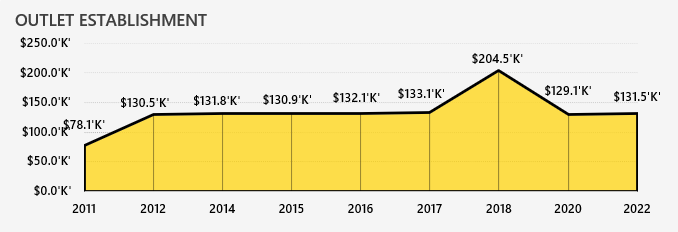 OUTLET ESTABLISHMENT
$250.0'K'
$200.0'K'
$150.0'K'
$100.0'K'
$50.0'K'
$0.0'K'
$78.1'K'
$130.5'K'
$131.8'K'
$130.9'K'
$132.1'K'
$133.1'K'
$204.5'K'
$129.1'K'
$131.5'K'
2011 2012 2014 2015 2016 2017 2018 2020 2022